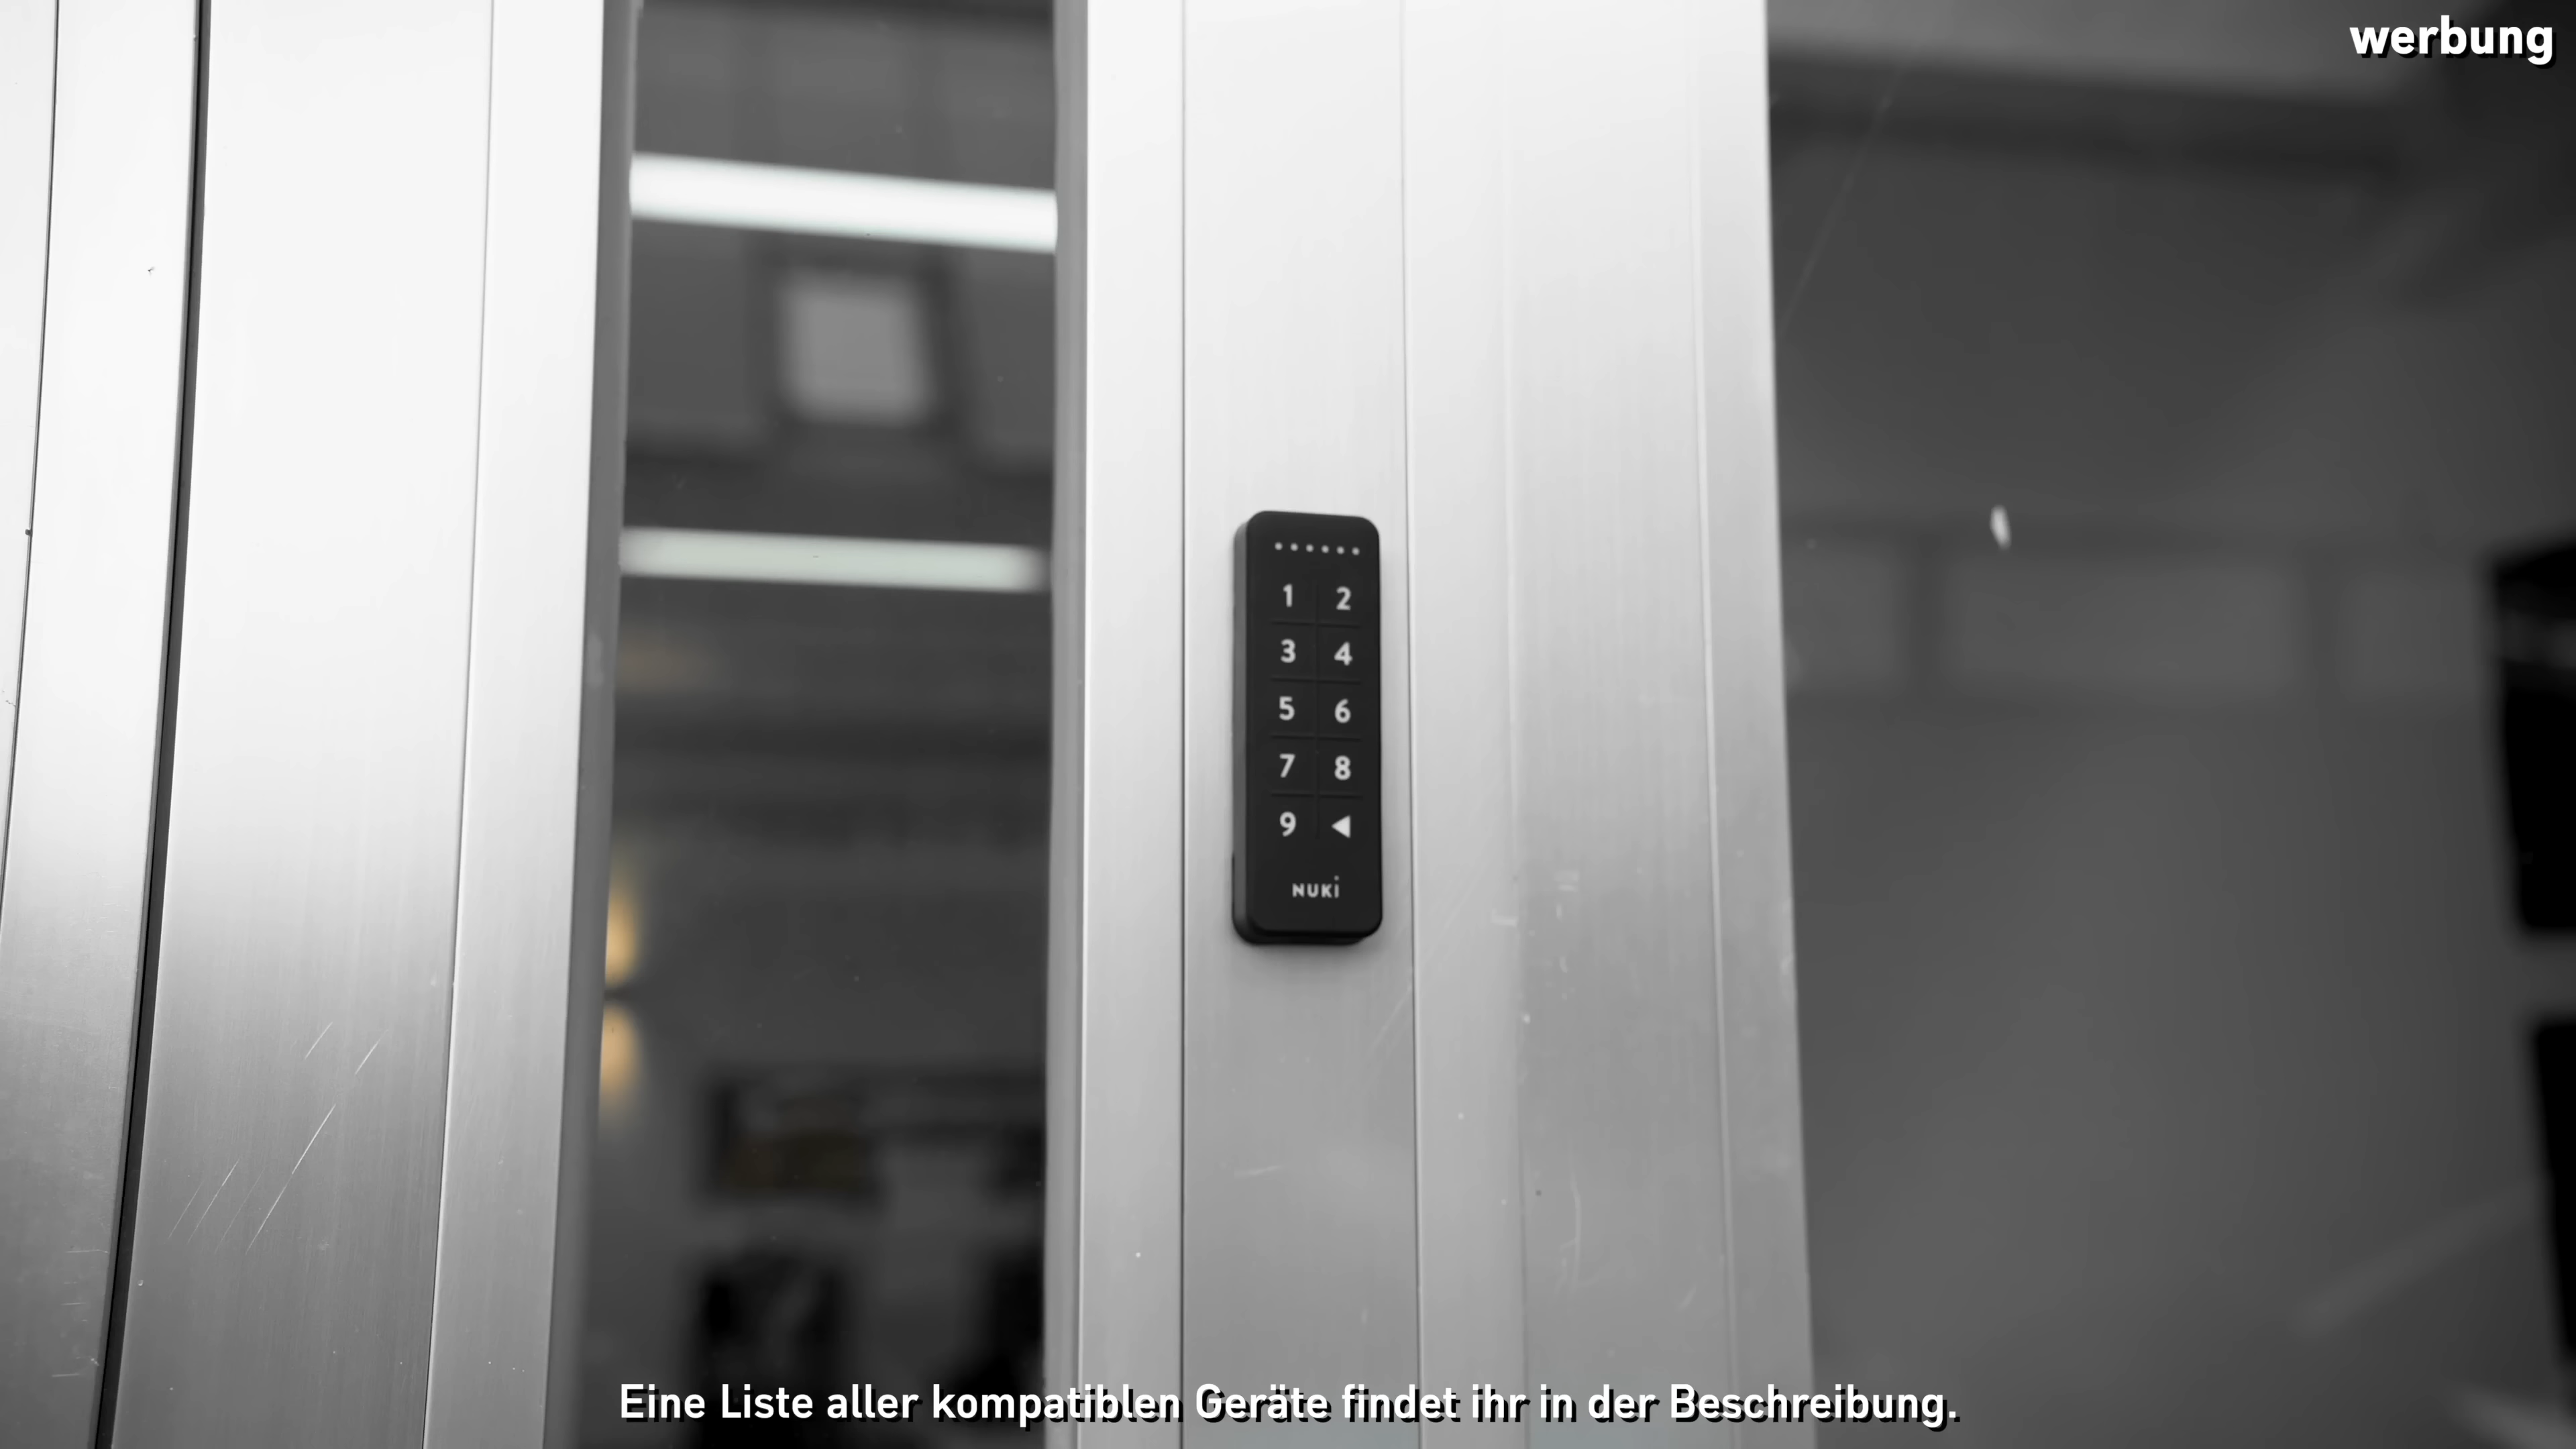 werbung
1 2
3 4
5 6
7 8
9 ◀
NUKi
Eine Liste aller kompatiblen Geräte findet ihr in der Beschreibung.